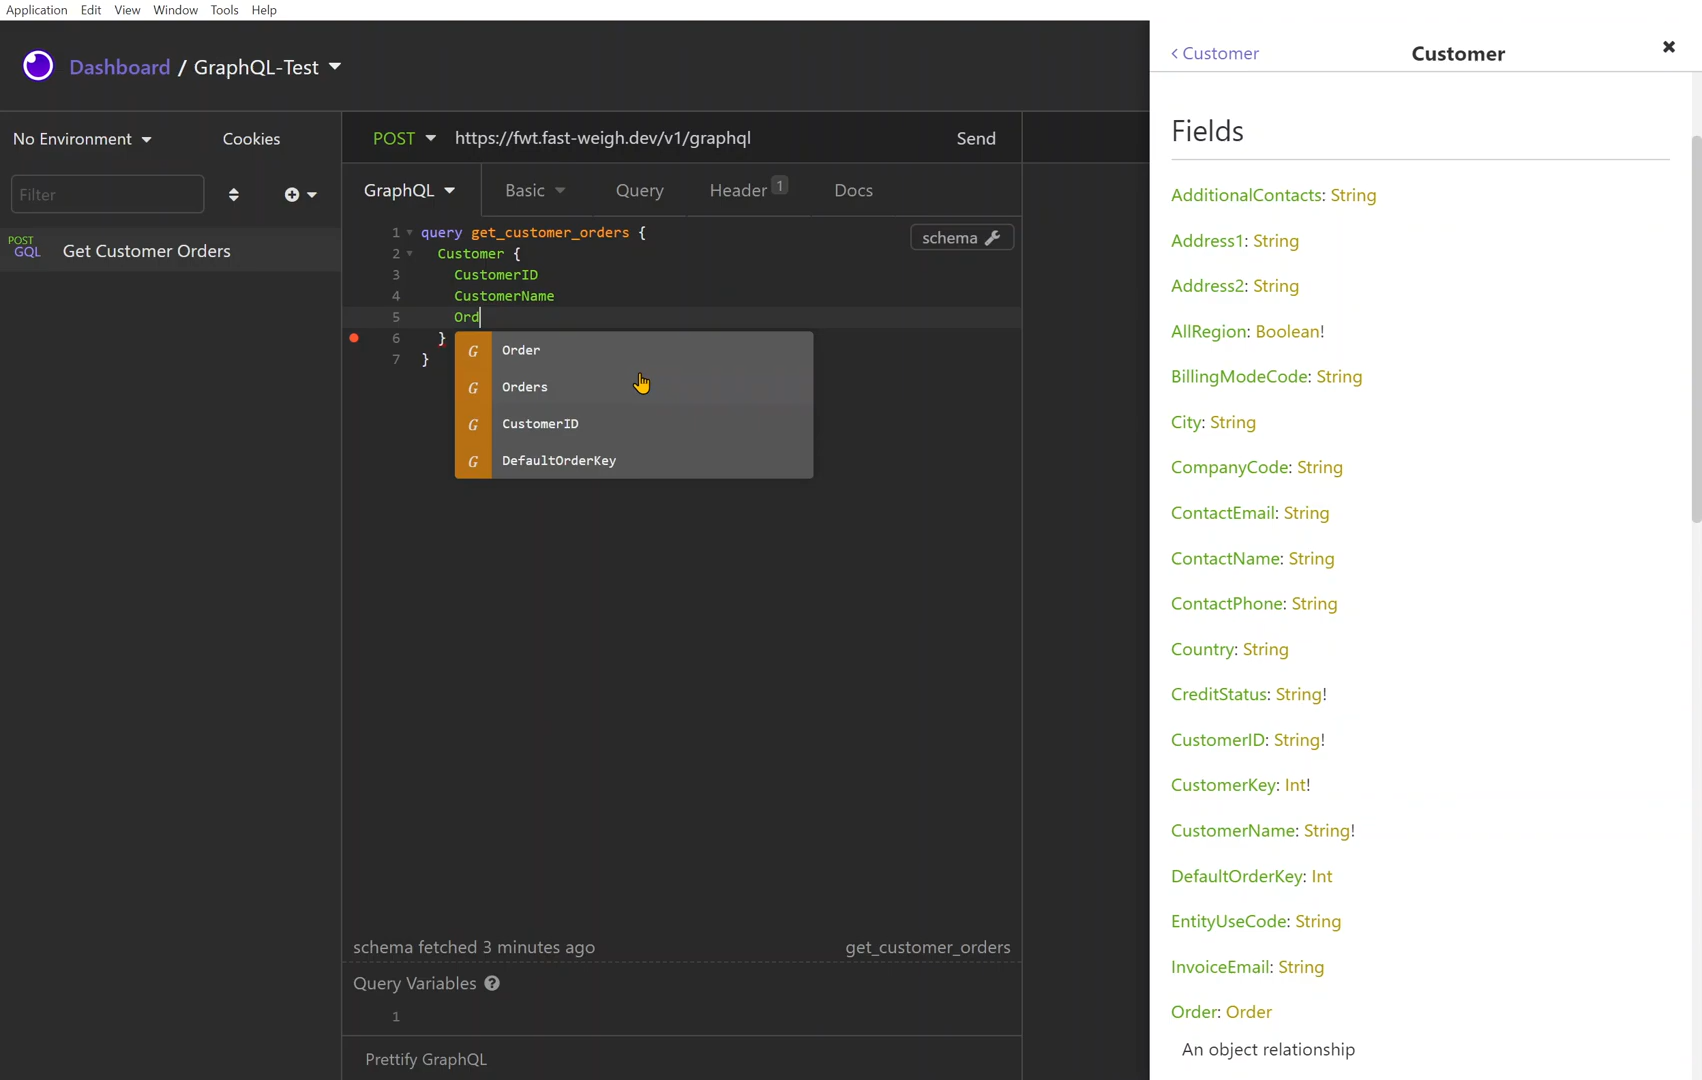 Application Edit View Window Tools Help
Dashboard / GraphQL-Test
No Environment
Cookies
Filter
POST
GQL
Get Customer Orders
POST https://fwt.fast-weigh.dev/v1/graphql Send
GraphQL Basic Query Header 1 Docs
schema
1 query get_customer_orders {
2 Customer {
3 CustomerID
4 CustomerName
5 Ord
6 }
7 }
G Order
G Orders
G CustomerID
G DefaultOrderKey
schema fetched 3 minutes ago get_customer_orders
Query Variables ?
1
Prettify GraphQL
< Customer
Customer
Fields
AdditionalContacts: String
Address1: String
Address2: String
AllRegion: Boolean!
BillingModeCode: String
City: String
CompanyCode: String
ContactEmail: String
ContactName: String
ContactPhone: String
Country: String
CreditStatus: String!
CustomerID: String!
CustomerKey: Int!
CustomerName: String!
DefaultOrderKey: Int
EntityUseCode: String
InvoiceEmail: String
Order: Order
An object relationship